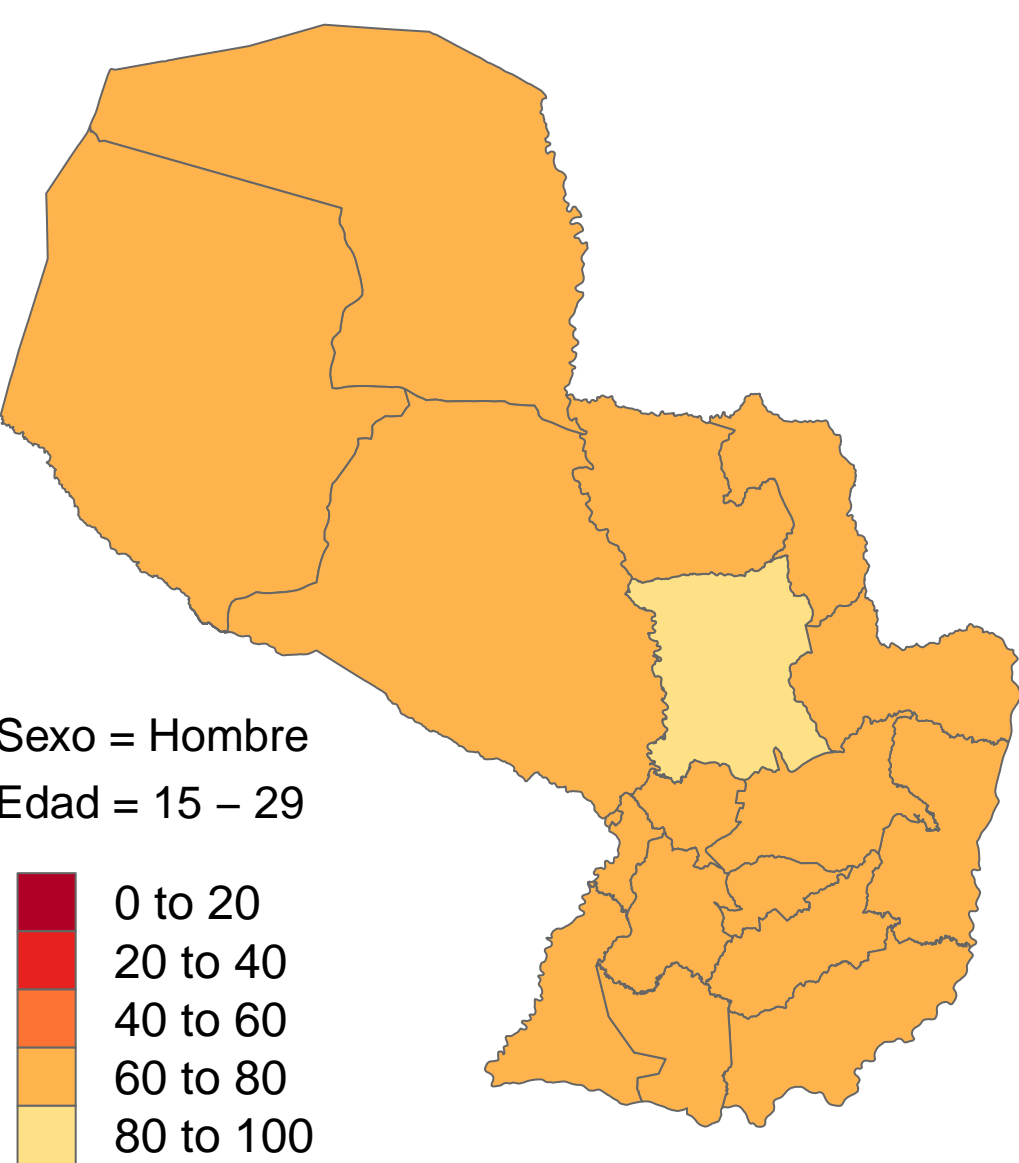 Sexo = Hombre
Edad = 15 – 29
0 to 20
20 to 40
40 to 60
60 to 80
80 to 100